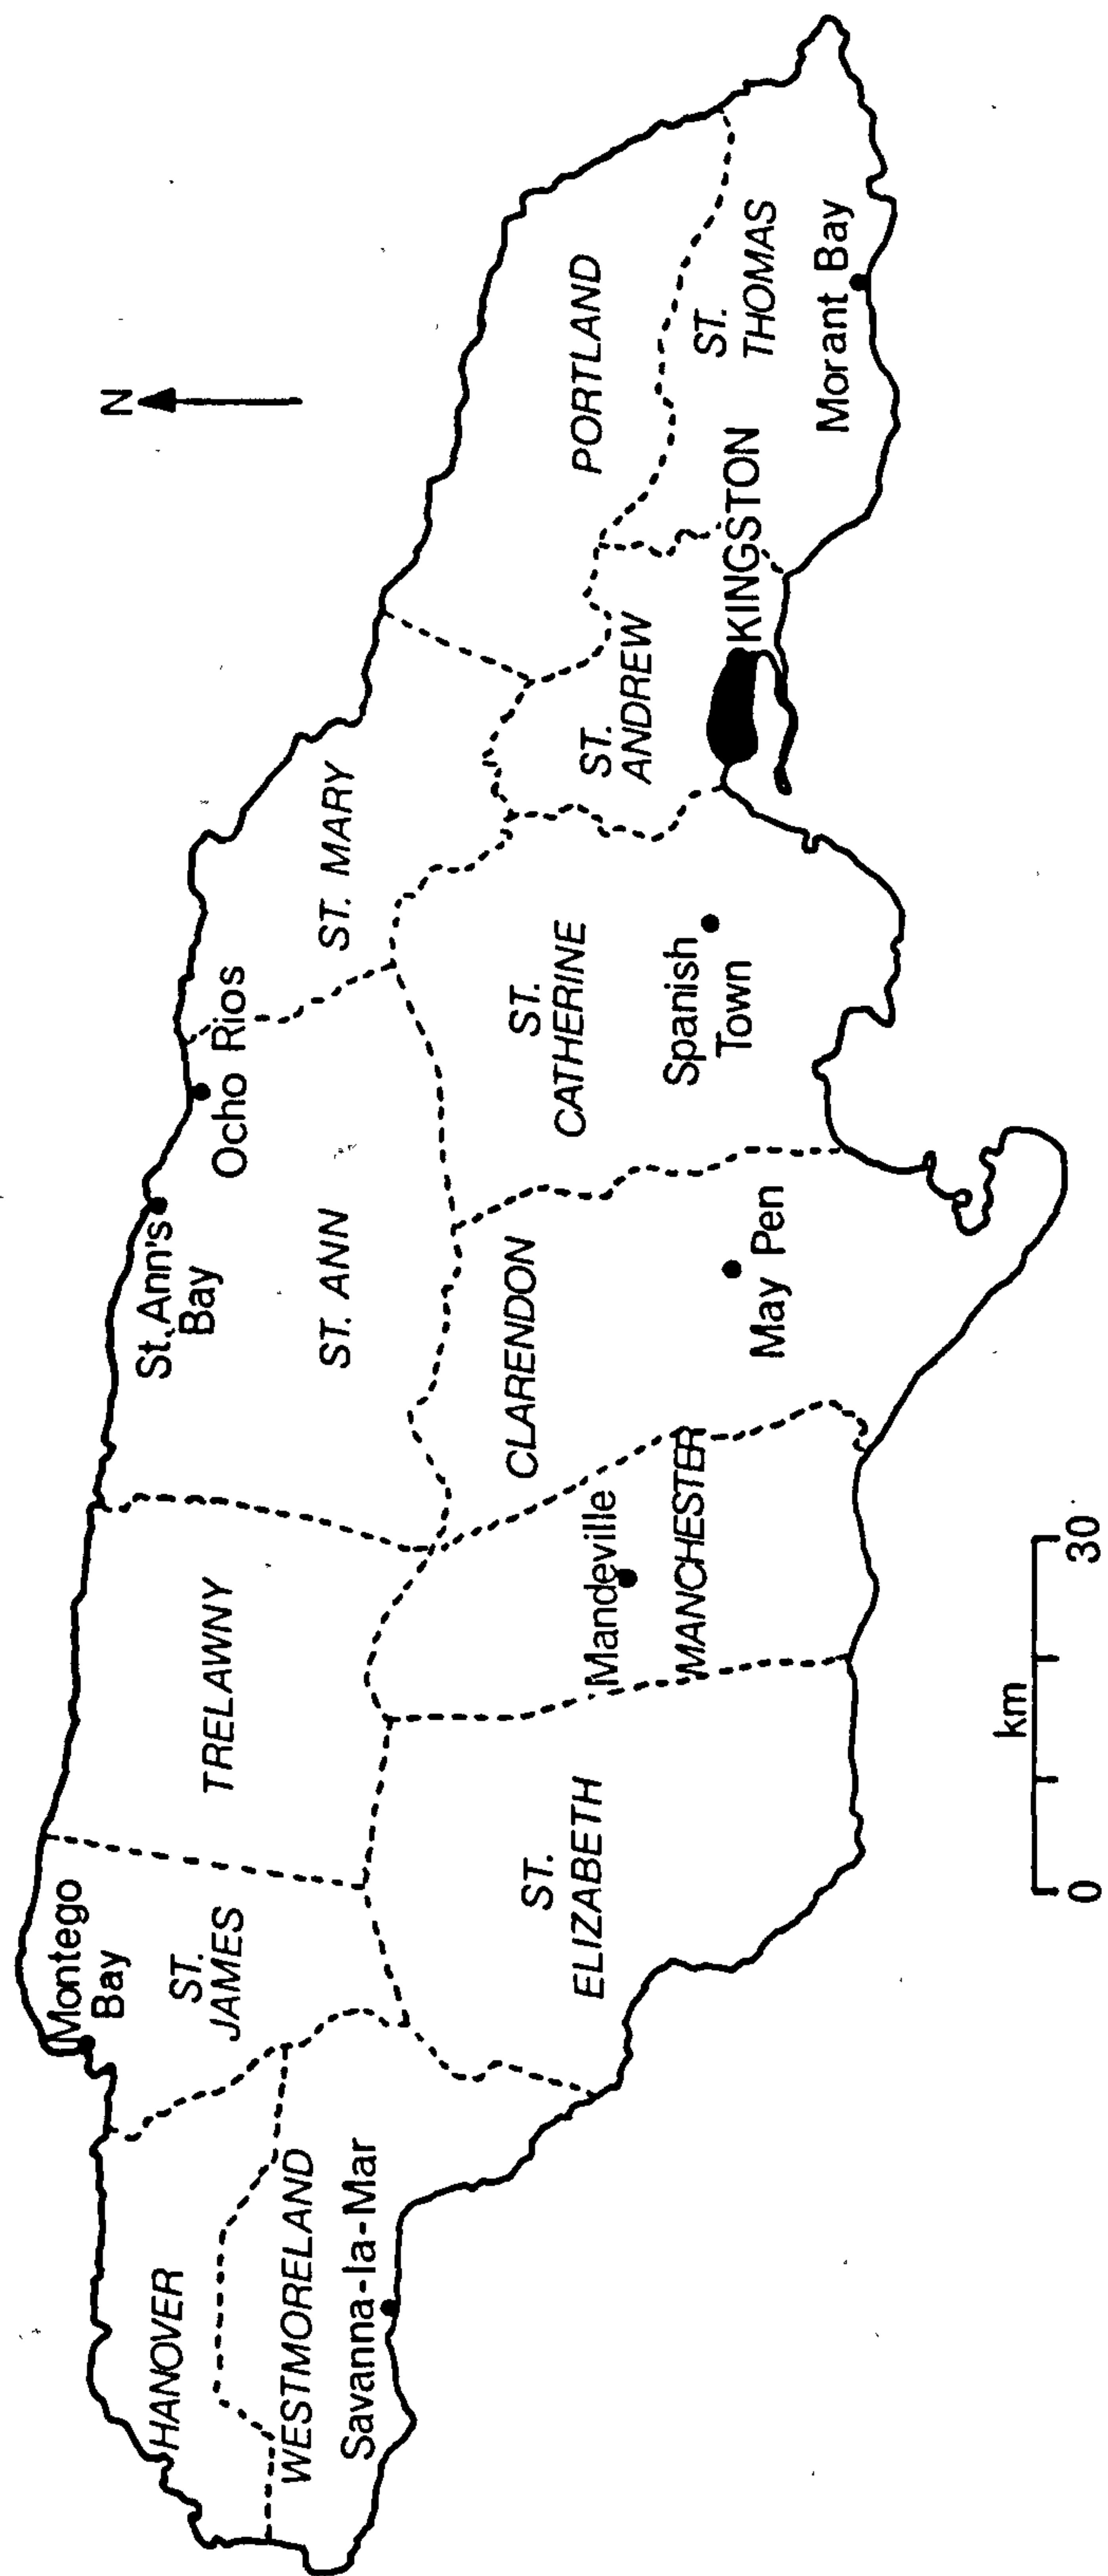 N
Montego
Bay
HANOVER
ST.
JAMES
TRELAWNY
St. Ann's
Bay
Ocho Rios
ST. ANN
ST. MARY
WESTMORELAND
Savanna-la-Mar
ST.
ELIZABETH
Mandeville
MANCHESTER
CLARENDON
May Pen
ST.
CATHERINE
Spanish
Town
ST.
ANDREW
KINGSTON
PORTLAND
ST.
THOMAS
Morant Bay
km
0
30